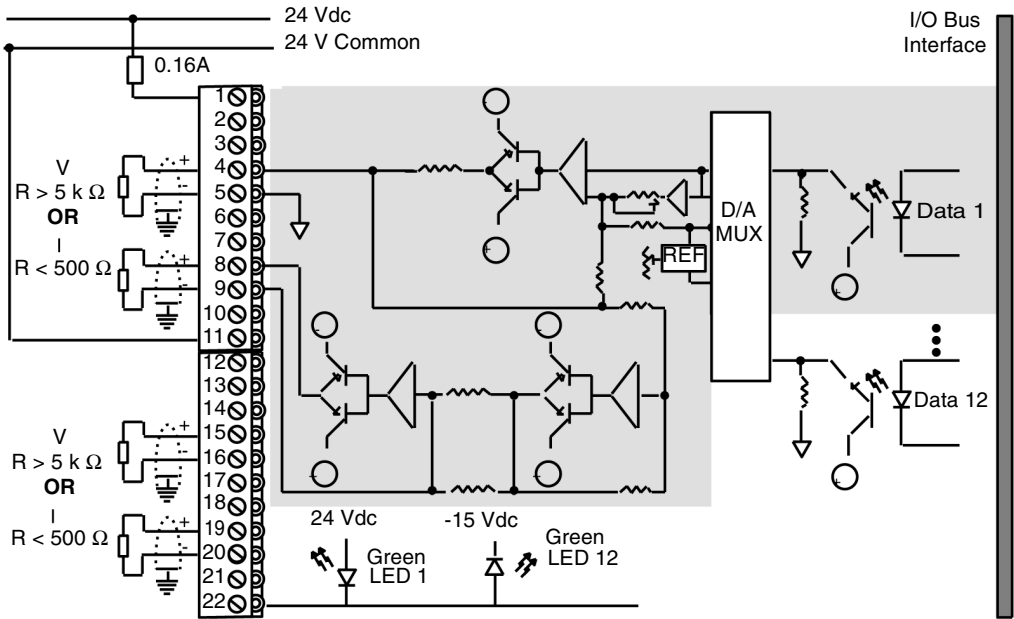 24 Vdc
24 V Common
I/O Bus
Interface
0.16A
1
2
3
4
5
6
7
8
9
10
11
12
13
14
15
16
17
18
19
20
21
22
V
R > 5 k Ω
OR
I
R < 500 Ω
+
-
+
-
V
R > 5 k Ω
OR
I
R < 500 Ω
+
-
+
-
-
+
-
+
-
+
D/A
MUX
REF
+
Data 1
+
Data 12
24 Vdc
-15 Vdc
Green
LED 1
Green
LED 12